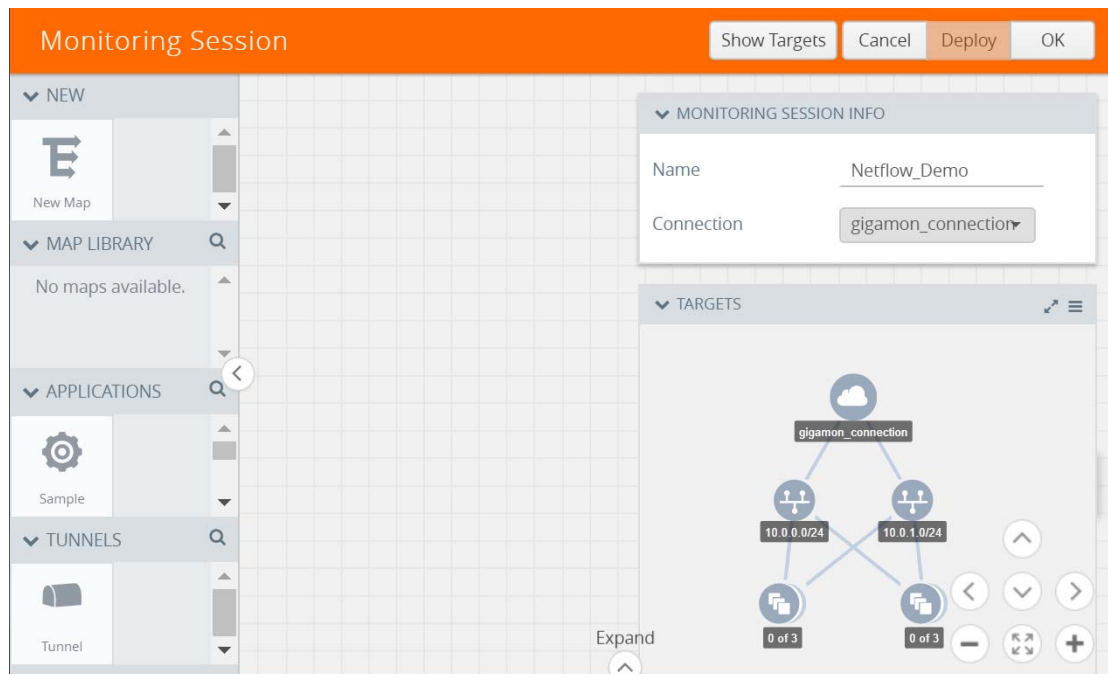 Monitoring Session
Show Targets
Cancel
Deploy
OK
NEW
New Map
MAP LIBRARY
No maps available.
APPLICATIONS
Sample
TUNNELS
Tunnel
MONITORING SESSION INFO
Name
Netflow_Demo
Connection
gigamon_connection
TARGETS
gigamon_connection
10.0.0.0/24
10.0.1.0/24
0 of 3
0 of 3
Expand